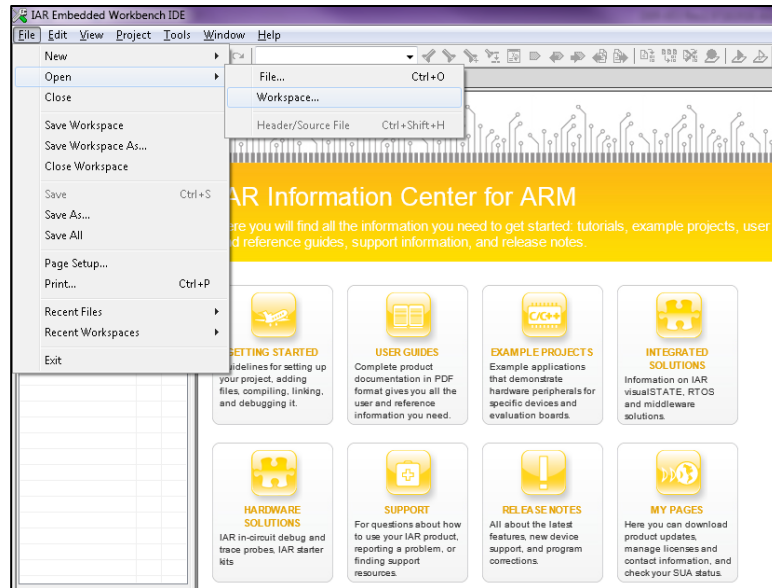 IAR Embedded Workbench IDE
File Edit View Project Tools Window Help
New
Open
Close
Save Workspace
Save Workspace As...
Close Workspace
Save Ctrl+S
Save As...
Save All
Page Setup...
Print... Ctrl+P
Recent Files
Recent Workspaces
Exit
File... Ctrl+O
Workspace...
Header/Source File Ctrl+Shift+H
AR Information Center for ARM
ere you will find all the information you need to get started: tutorials, example projects, user
d reference guides, support information, and release notes.
GETTING STARTED
uidelines for setting up
your project, adding
files, compiling, linking,
and debugging it.
USER GUIDES
Complete product
documentation in PDF
format gives you all the
user and reference
information you need.
C/C++
EXAMPLE PROJECTS
Example applications
that demonstrate
hardware peripherals for
specific devices and
evaluation boards.
INTEGRATED
SOLUTIONS
Information on IAR
visualSTATE, RTOS
and middleware
solutions.
HARDWARE
SOLUTIONS
IAR in-circuit debug and
trace probes, IAR starter
kits
SUPPORT
For questions about how
to use your IAR product,
reporting a problem, or
finding support
resources.
RELEASE NOTES
All about the latest
features, new device
support, and program
corrections.
MY PAGES
Here you can download
product updates,
manage licenses and
contact information, and
check your SUA status.